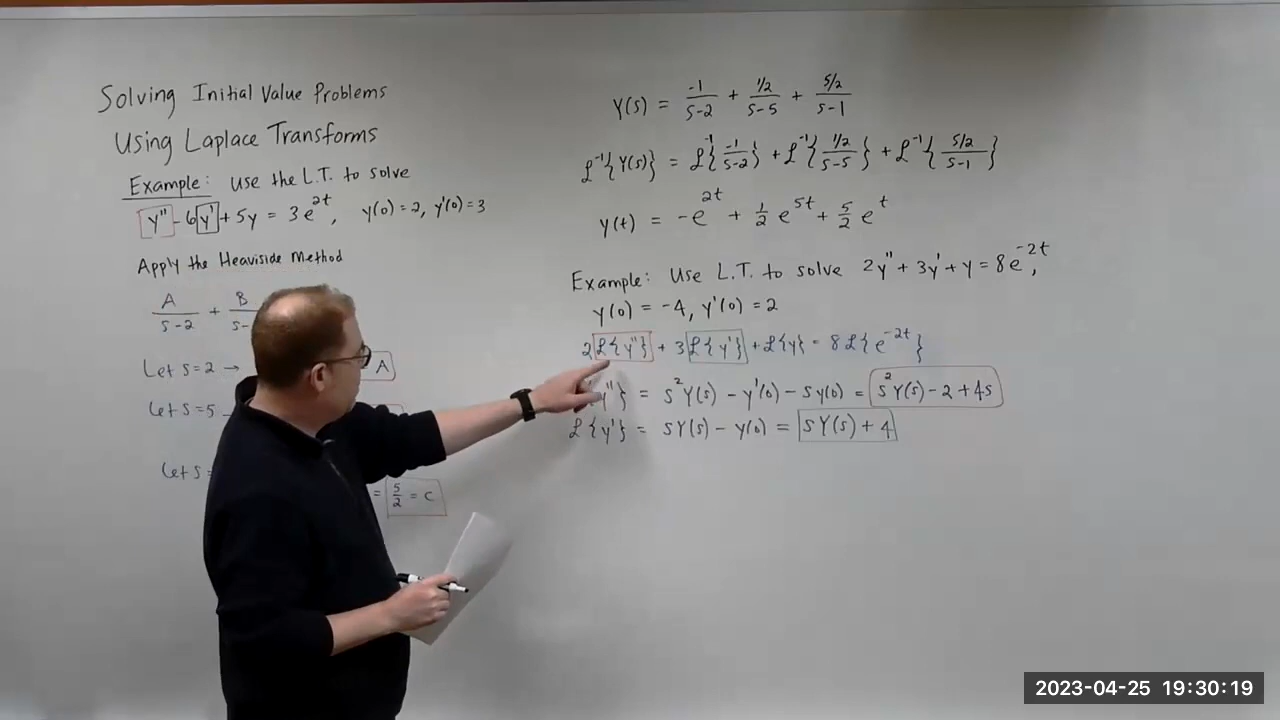 Solving Initial Value Problems
Using Laplace Transforms
Example: Use the L.T. to solve
y'' - 6y' + 5y = 3e^{2t}, y(0) = 2, y'(0) = 3
Apply the Heaviside Method
A/(s-2) + B/(s-
Let s=2 → A
Let s=5
Let s=
= 5/2 = C
Y(s) = -1/(s-2) + 1/2/(s-5) + 5/2/(s-1)
ℒ^{-1}{Y(s)} = ℒ^{-1}{-1/(s-2)} + ℒ^{-1}{1/2/(s-5)} + ℒ^{-1}{5/2/(s-1)}
y(t) = -e^{2t} + 1/2 e^{5t} + 5/2 e^{t}
Example: Use L.T. to solve 2y'' + 3y' + y = 8e^{-2t},
y(0) = -4, y'(0) = 2
2ℒ{y''} + 3ℒ{y'} + ℒ{y} = 8ℒ{e^{-2t}}
{y''} = s^2Y(s) - y'(0) - sy(0) = s^2Y(s) - 2 + 4s
ℒ{y'} = sY(s) - y(0) = sY(s) + 4
2023-04-25 19:30:19